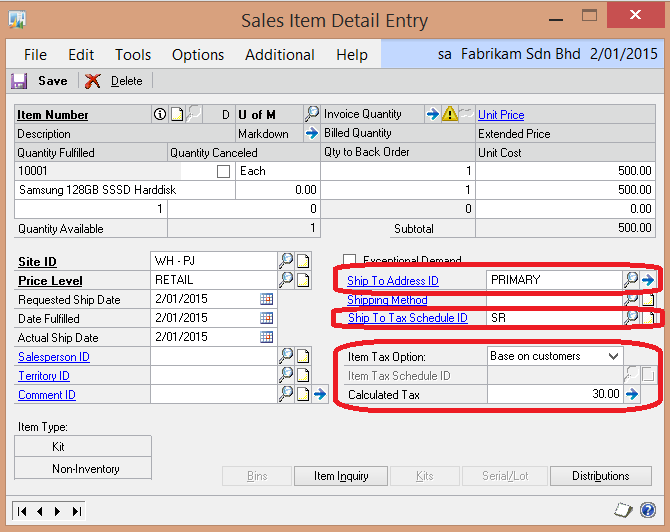 Sales Item Detail Entry
File Edit Tools Options Additional Help sa Fabrikam Sdn Bhd 2/01/2015
Save Delete
Item Number D U of M Invoice Quantity Unit Price
Description Markdown Billed Quantity Extended Price
Quantity Fulfilled Quantity Canceled Qty to Back Order Unit Cost
10001 Each 1 500.00
Samsung 128GB SSSD Harddisk 0.00 1 500.00
1 0 0 0.00
Quantity Available 1 Subtotal 500.00
Site ID WH - PJ Exceptional Demand
Price Level RETAIL Ship To Address ID PRIMARY
Requested Ship Date 2/01/2015 Shipping Method
Date Fulfilled 2/01/2015 Ship To Tax Schedule ID SR
Actual Ship Date 2/01/2015
Salesperson ID Item Tax Option: Base on customers
Territory ID Item Tax Schedule ID
Comment ID Calculated Tax 30.00
Item Type:
Kit
Non-Inventory
Bins Item Inquiry Kits Serial/Lot Distributions